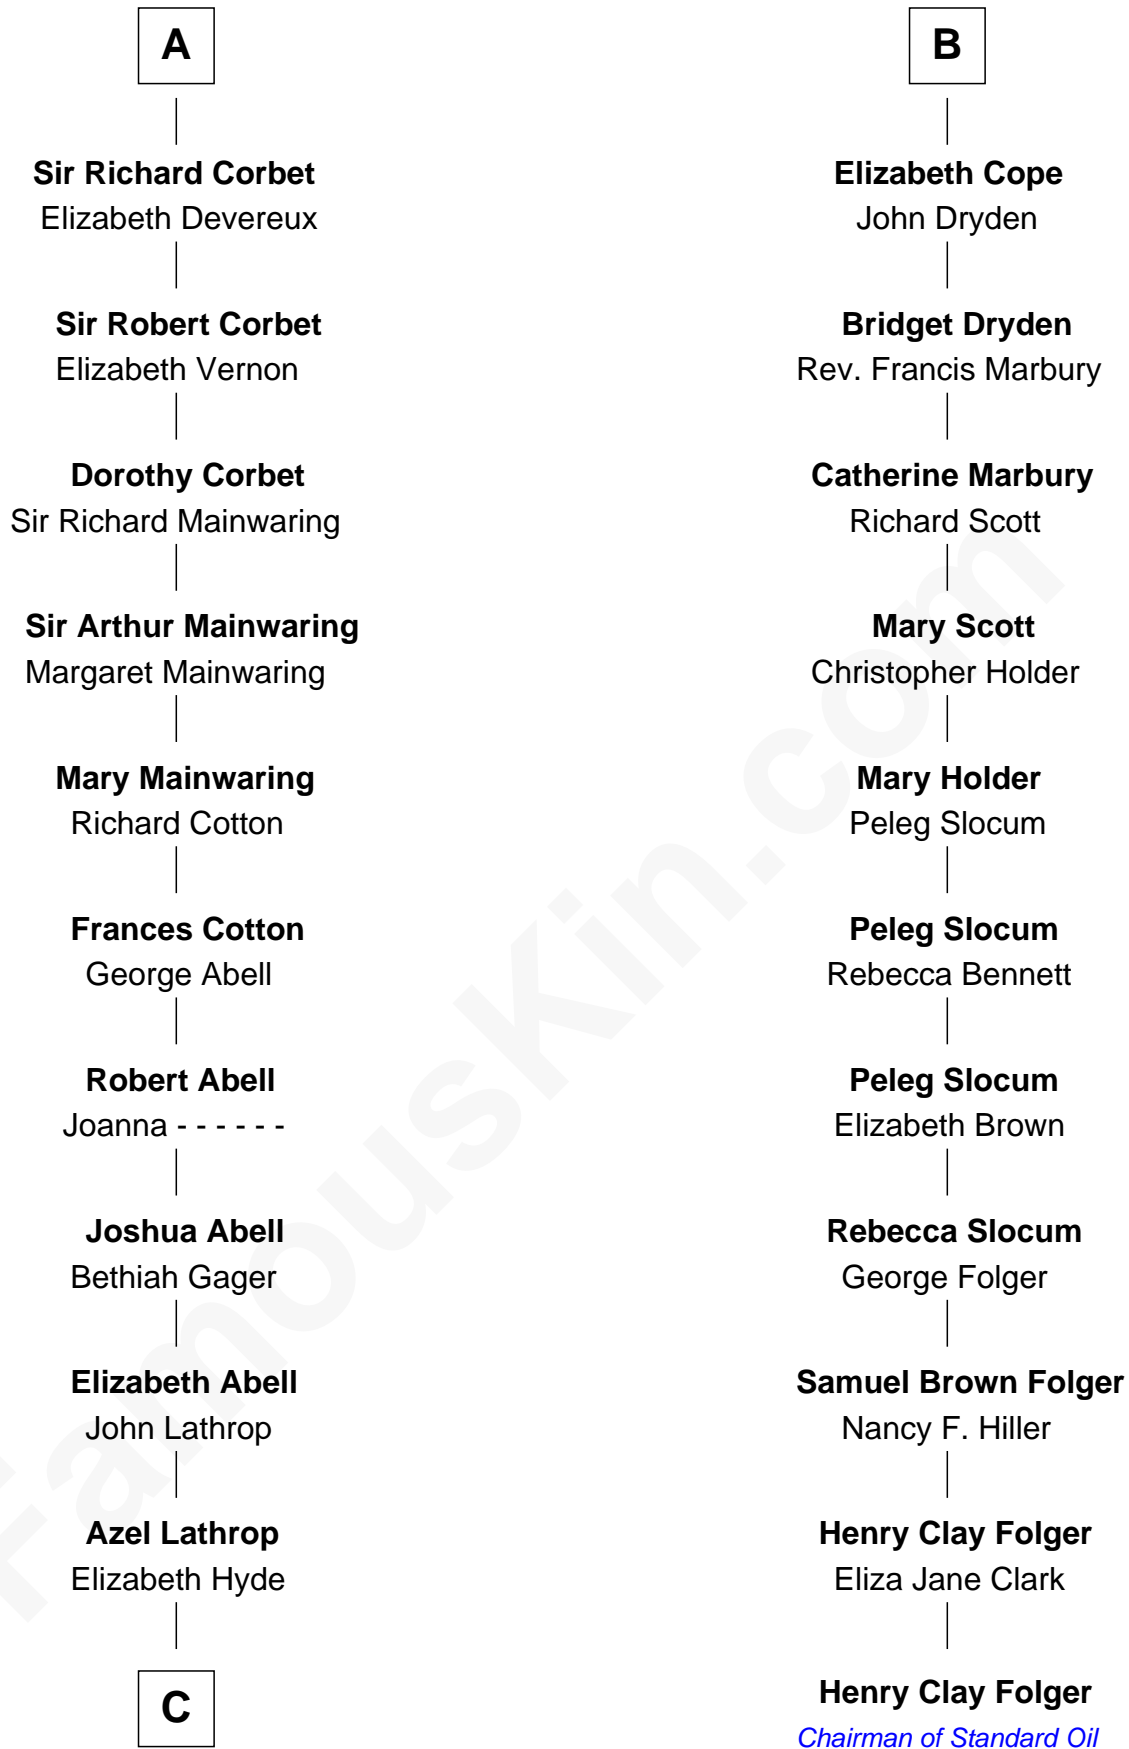 A
Sir Richard Corbet
Elizabeth Devereux
Sir Robert Corbet
Elizabeth Vernon
Dorothy Corbet
Sir Richard Mainwaring
Sir Arthur Mainwaring
Margaret Mainwaring
Mary Mainwaring
Richard Cotton
Frances Cotton
George Abell
Robert Abell
Joanna - - - - - -
Joshua Abell
Bethiah Gager
Elizabeth Abell
John Lathrop
Azel Lathrop
Elizabeth Hyde
C
B
Elizabeth Cope
John Dryden
Bridget Dryden
Rev. Francis Marbury
Catherine Marbury
Richard Scott
Mary Scott
Christopher Holder
Mary Holder
Peleg Slocum
Peleg Slocum
Rebecca Bennett
Peleg Slocum
Elizabeth Brown
Rebecca Slocum
George Folger
Samuel Brown Folger
Nancy F. Hiller
Henry Clay Folger
Eliza Jane Clark
Henry Clay Folger
Chairman of Standard Oil
FamousKin.com